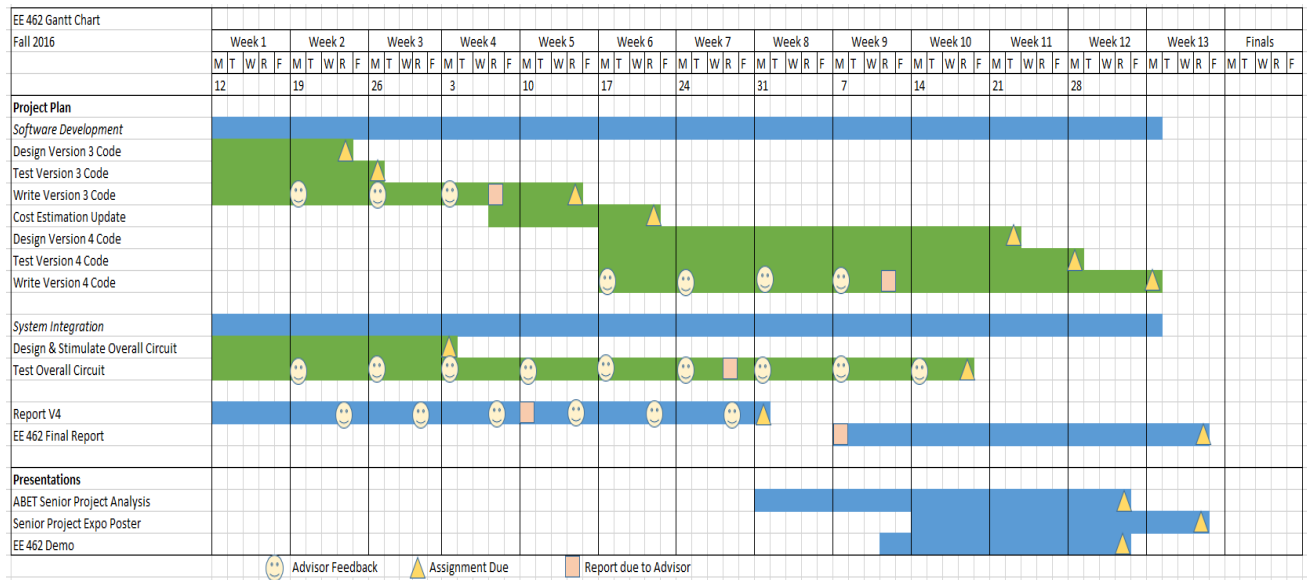 EE 462 Gantt Chart
Fall 2016 Week 1 Week 2 Week 3 Week 4 Week 5 Week 6 Week 7 Week 8 Week 9 Week 10 Week 11 Week 12 Week 13 Finals
M T W R F M T W R F M T W R F M T W R F M T W R F M T W R F M T W R F M T W R F M T W R F M T W R F M T W R F M T W R F M T W R F M T W R F
12 19 26 3 10 17 24 31 7 14 21 28
Project Plan
Software Development
Design Version 3 Code
Test Version 3 Code
Write Version 3 Code
Cost Estimation Update
Design Version 4 Code
Test Version 4 Code
Write Version 4 Code
System Integration
Design & Stimulate Overall Circuit
Test Overall Circuit
Report V4
EE 462 Final Report
Presentations
ABET Senior Project Analysis
Senior Project Expo Poster
EE 462 Demo
Advisor Feedback Assignment Due Report due to Advisor